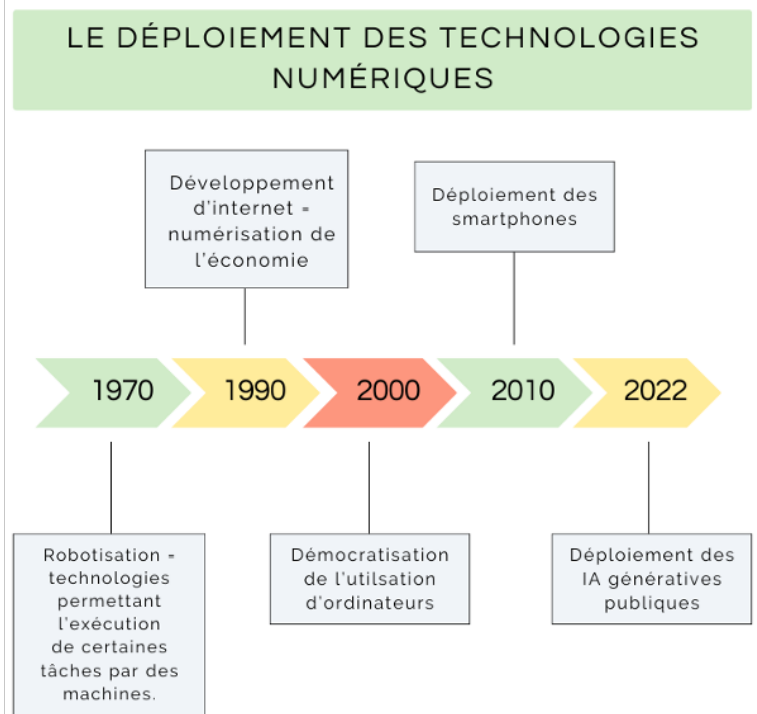 LE DÉPLOIEMENT DES TECHNOLOGIES
NUMÉRIQUES
Développement
d'internet =
numérisation de
l'économie
Déploiement des
smartphones
1970
1990
2000
2010
2022
Robotisation =
technologies
permettant
l'exécution
de certaines
tâches par des
machines.
Démocratisation
de l'utilsation
d'ordinateurs
Déploiement des
IA génératives
publiques